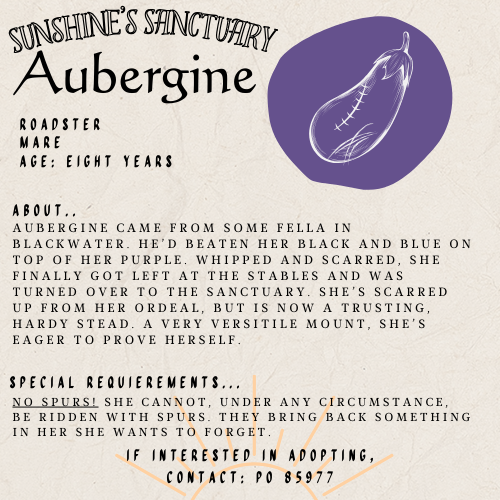 SUNSHINE'S SANCTUARY
Aubergine
ROADSTER
MARE
AGE: EIGHT YEARS
ABOUT..
AUBERGINE CAME FROM SOME FELLA IN
BLACKWATER. HE'D BEATEN HER BLACK AND BLUE ON
TOP OF HER PURPLE. WHIPPED AND SCARRED, SHE
FINALLY GOT LEFT AT THE STABLES AND WAS
TURNED OVER TO THE SANCTUARY. SHE'S SCARRED
UP FROM HER ORDEAL, BUT IS NOW A TRUSTING,
HARDY STEAD. A VERY VERSITILE MOUNT, SHE'S
EAGER TO PROVE HERSELF.
SPECIAL REQUIEREMENTS...
NO SPURS! SHE CANNOT, UNDER ANY CIRCUMSTANCE,
BE RIDDEN WITH SPURS. THEY BRING BACK SOMETHING
IN HER SHE WANTS TO FORGET.
IF INTERESTED IN ADOPTING,
CONTACT: PO 85977